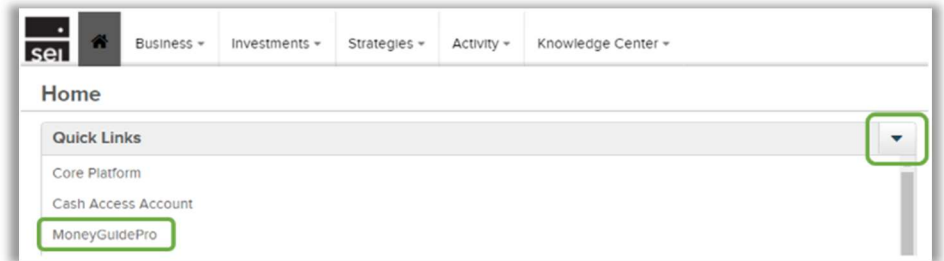 sei Business Investments Strategies Activity Knowledge Center
Home
Quick Links
Core Platform
Cash Access Account
MoneyGuidePro